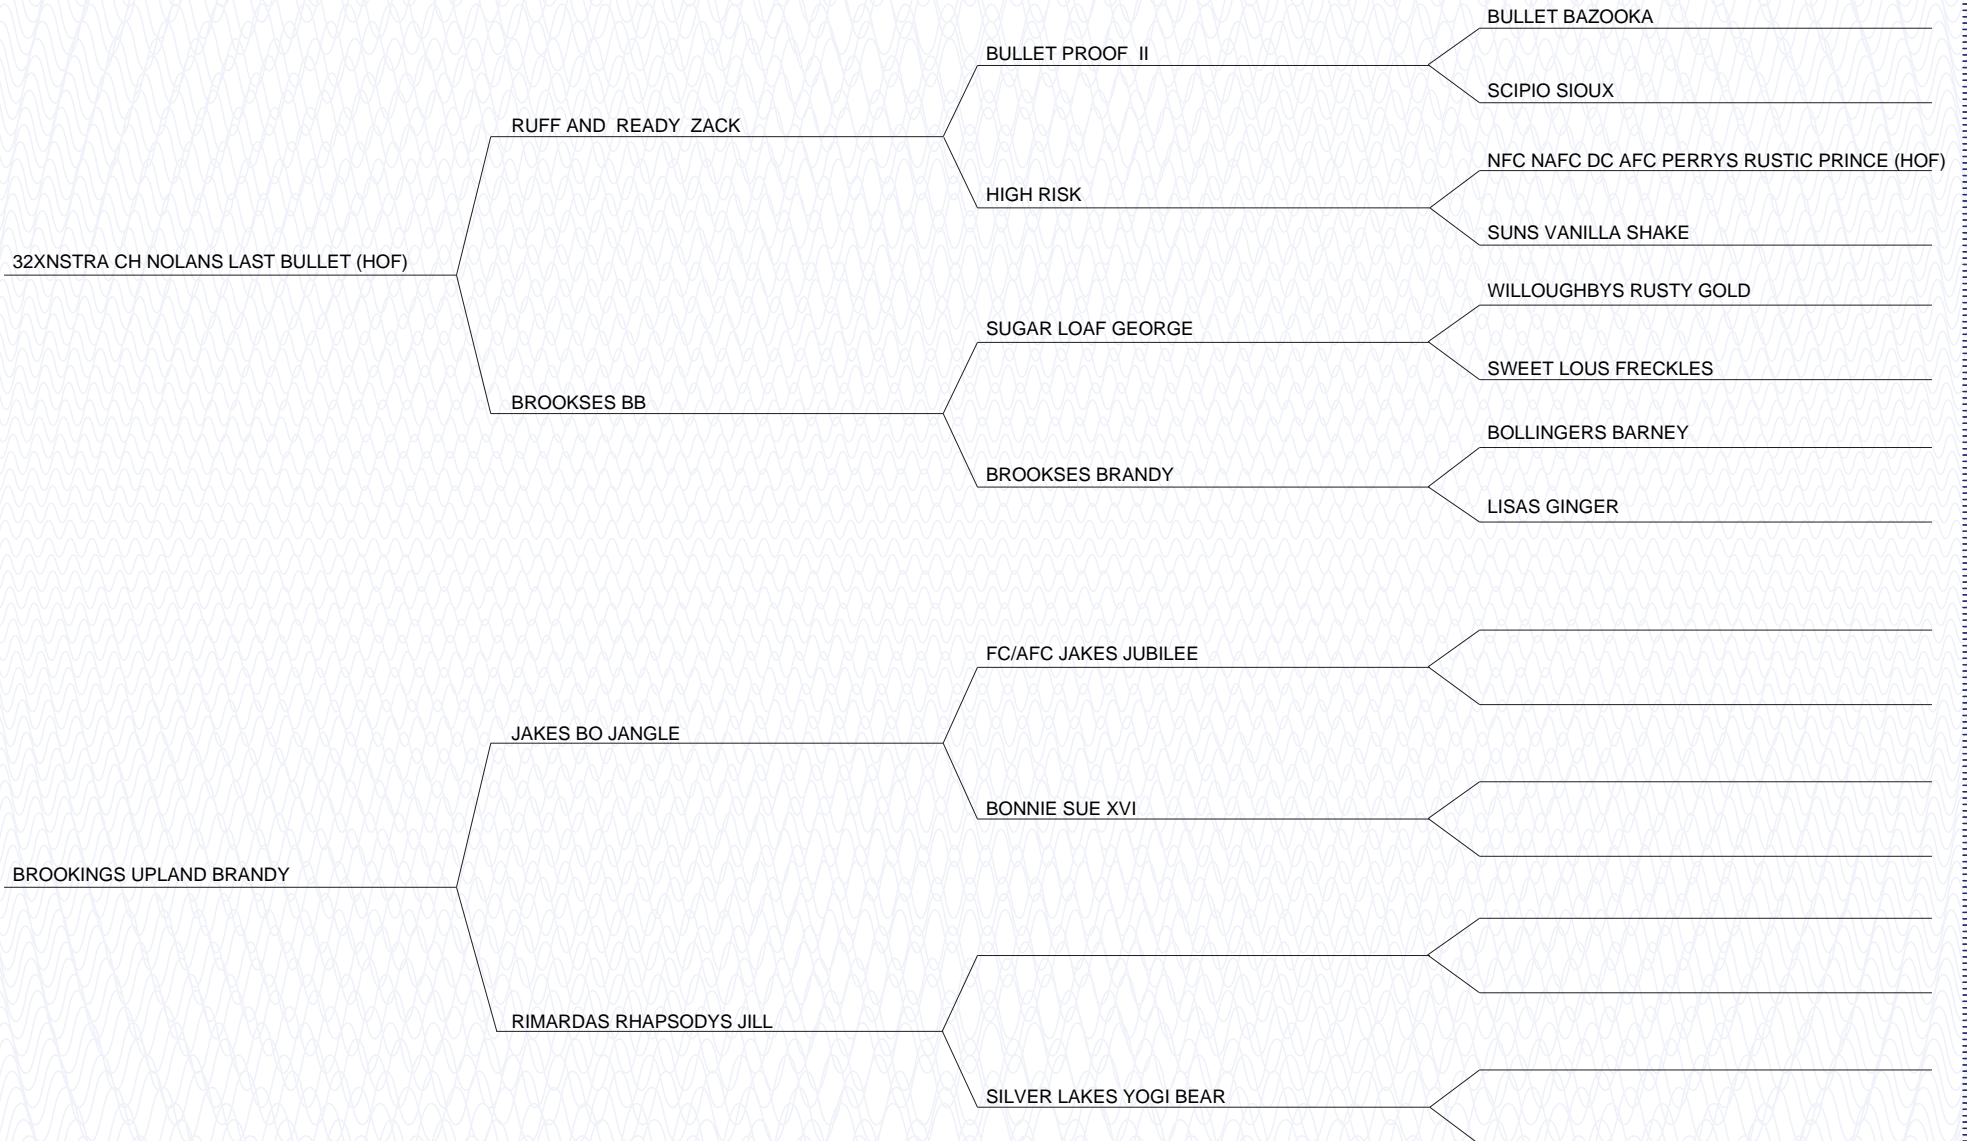 BULLET BAZOOKA
BULLET PROOF  II
SCIPIO SIOUX
RUFF AND  READY  ZACK
NFC NAFC DC AFC PERRYS RUSTIC PRINCE (HOF)
HIGH RISK
SUNS VANILLA SHAKE
32XNSTRA CH NOLANS LAST BULLET (HOF)
WILLOUGHBYS RUSTY GOLD
SUGAR LOAF GEORGE
SWEET LOUS FRECKLES
BROOKSES BB
BOLLINGERS BARNEY
BROOKSES BRANDY
LISAS GINGER
FC/AFC JAKES JUBILEE
JAKES BO JANGLE
BONNIE SUE XVI
BROOKINGS UPLAND BRANDY
RIMARDAS RHAPSODYS JILL
SILVER LAKES YOGI BEAR